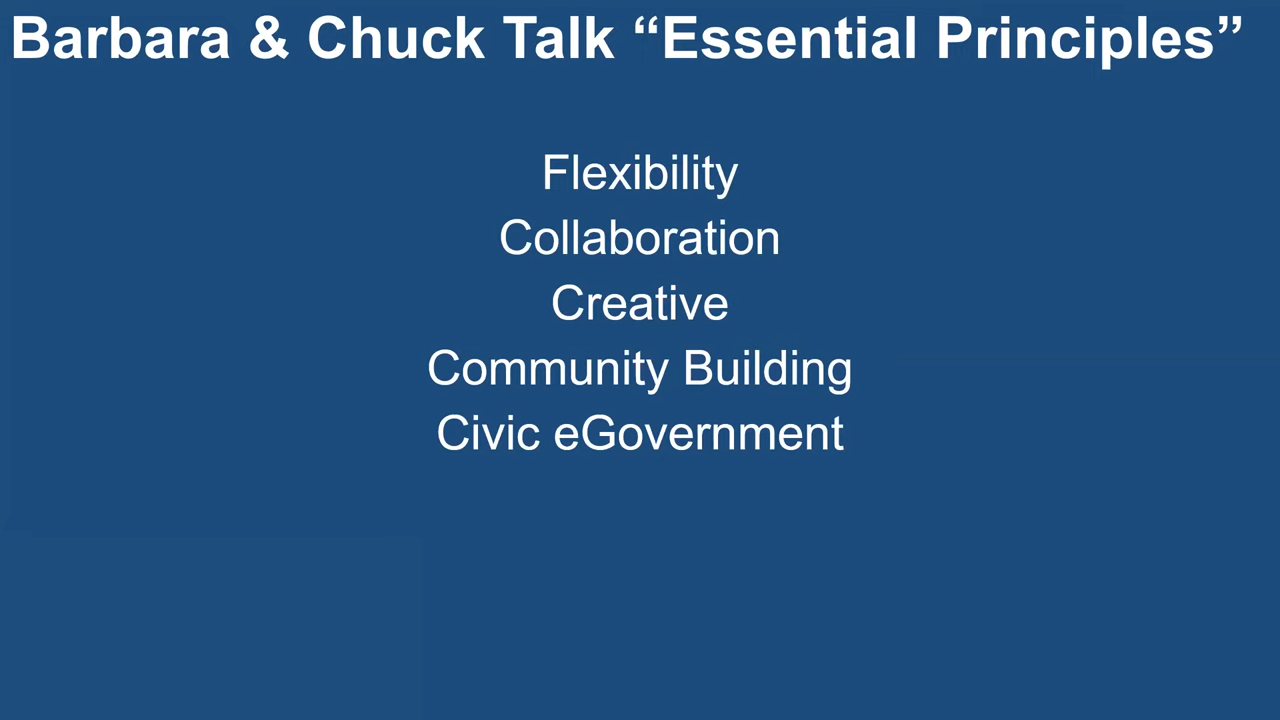 Barbara & Chuck Talk “Essential Principles”
Flexibility
Collaboration
Creative
Community Building
Civic eGovernment